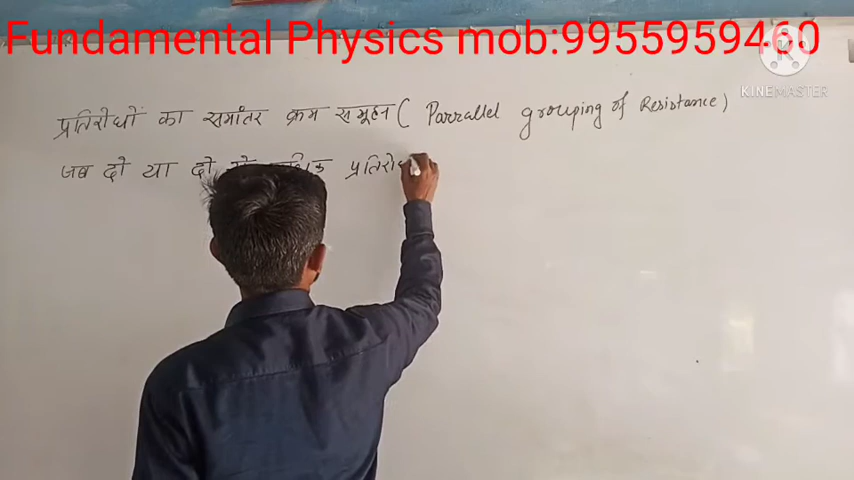 Fundamental Physics mob:9955959460
KINEMASTER
प्रतिरोधों का समांतर क्रम समूहन ( Parrallel grouping of Resistance )
जब दो या दो